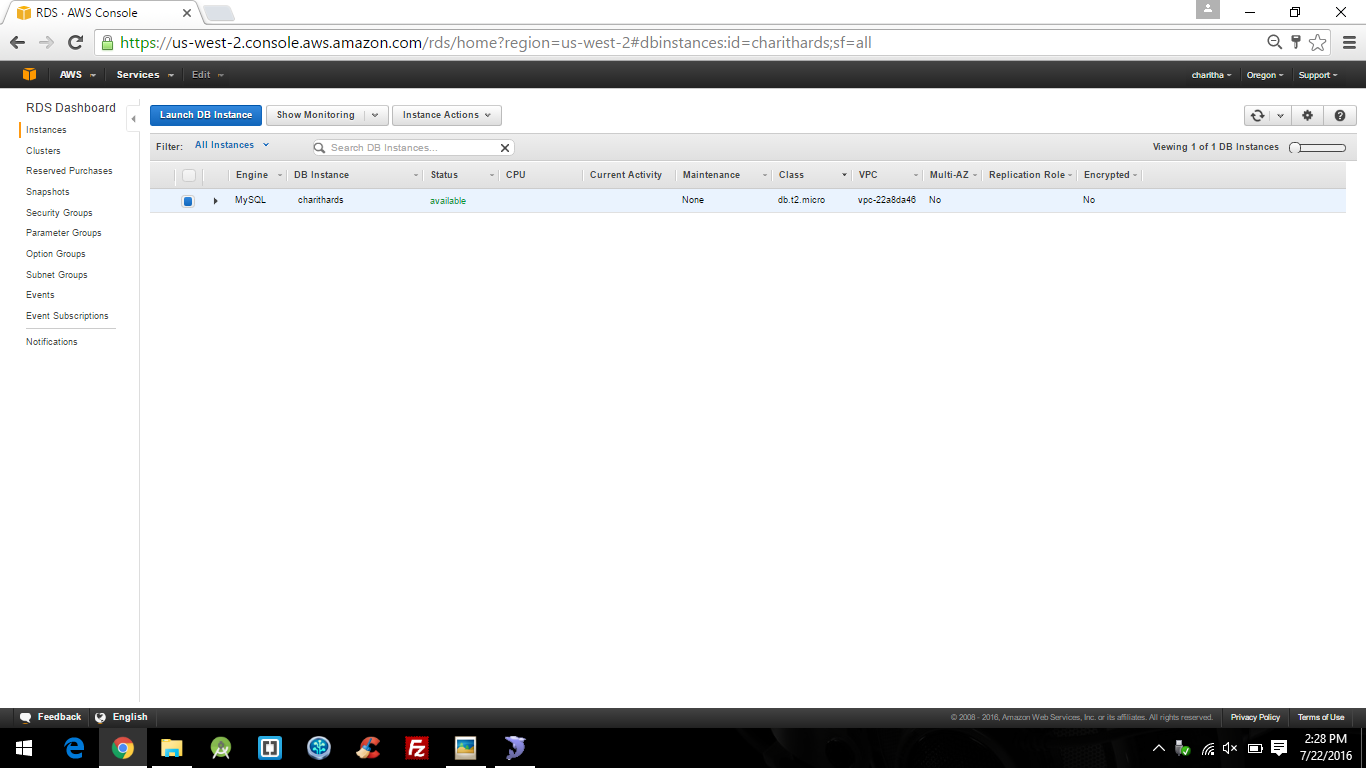 RDS · AWS Console
https://us-west-2.console.aws.amazon.com/rds/home?region=us-west-2#dbinstances:id=charithards;sf=all
AWS Services Edit charitha Oregon Support
RDS Dashboard
Instances
Clusters
Reserved Purchases
Snapshots
Security Groups
Parameter Groups
Option Groups
Subnet Groups
Events
Event Subscriptions
Notifications
Launch DB Instance Show Monitoring Instance Actions
Filter: All Instances Search DB Instances... Viewing 1 of 1 DB Instances
Engine DB Instance Status CPU Current Activity Maintenance Class VPC Multi-AZ Replication Role Encrypted
MySQL charithards available None db.t2.micro vpc-22a8da46 No No
Feedback English © 2008 - 2016, Amazon Web Services, Inc. or its affiliates. All rights reserved. Privacy Policy Terms of Use
2:28 PM
7/22/2016